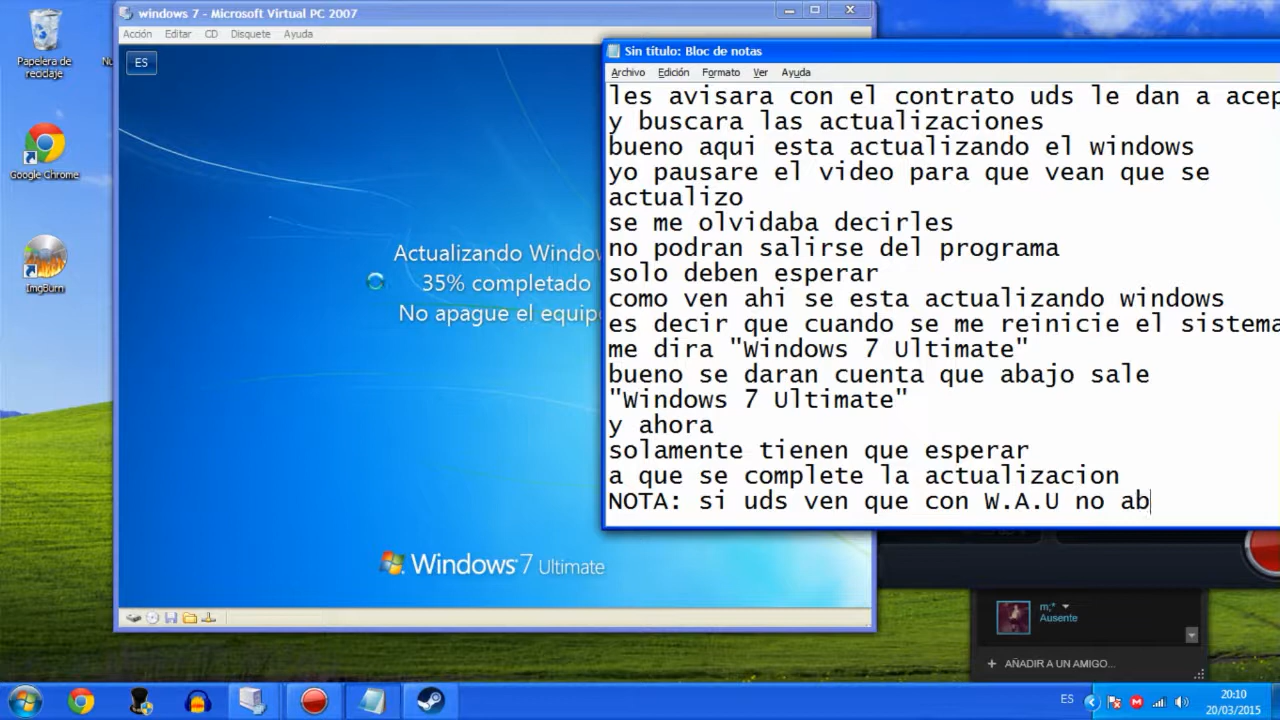 Papelera de
reciclaje
Google Chrome
ImgBurn
windows 7 - Microsoft Virtual PC 2007
Acción Editar CD Disquete Ayuda
ES
Actualizando
35% completado
No apague el
Windows 7 Ultimate
Sin título: Bloc de notas
Archivo Edición Formato Ver Ayuda
les avisara con el contrato uds le dan a
y buscara las actualizaciones
bueno aqui esta actualizando el windows
yo pausare el video para que vean que se
actualizo
se me olvidaba decirles
no podran salirse del programa
solo deben esperar
como ven ahi se esta actualizando windows
es decir que cuando se me reinicie el sistema
me dira "Windows 7 Ultimate"
bueno se daran cuenta que abajo sale
"Windows 7 Ultimate"
y ahora
solamente tienen que esperar
a que se complete la actualizacion
NOTA: si uds ven que con W.A.U no ab
m;*
Ausente
+ AÑADIR A UN AMIGO...
ES
20:10
20/03/2015